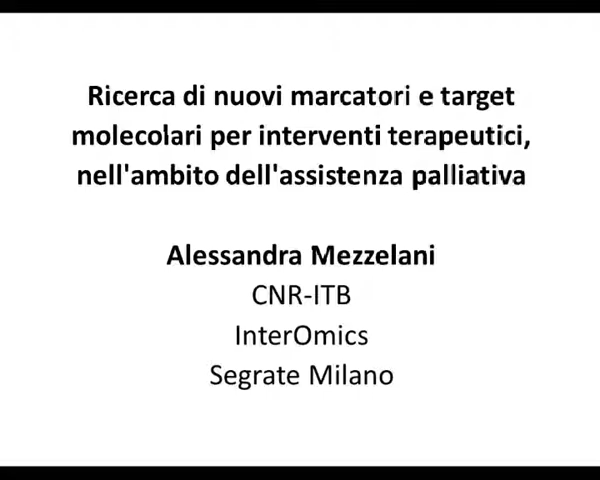 Ricerca di nuovi marcatori e target
molecolari per interventi terapeutici,
nell'ambito dell'assistenza palliativa
Alessandra Mezzelani
CNR-ITB
InterOmics
Segrate Milano